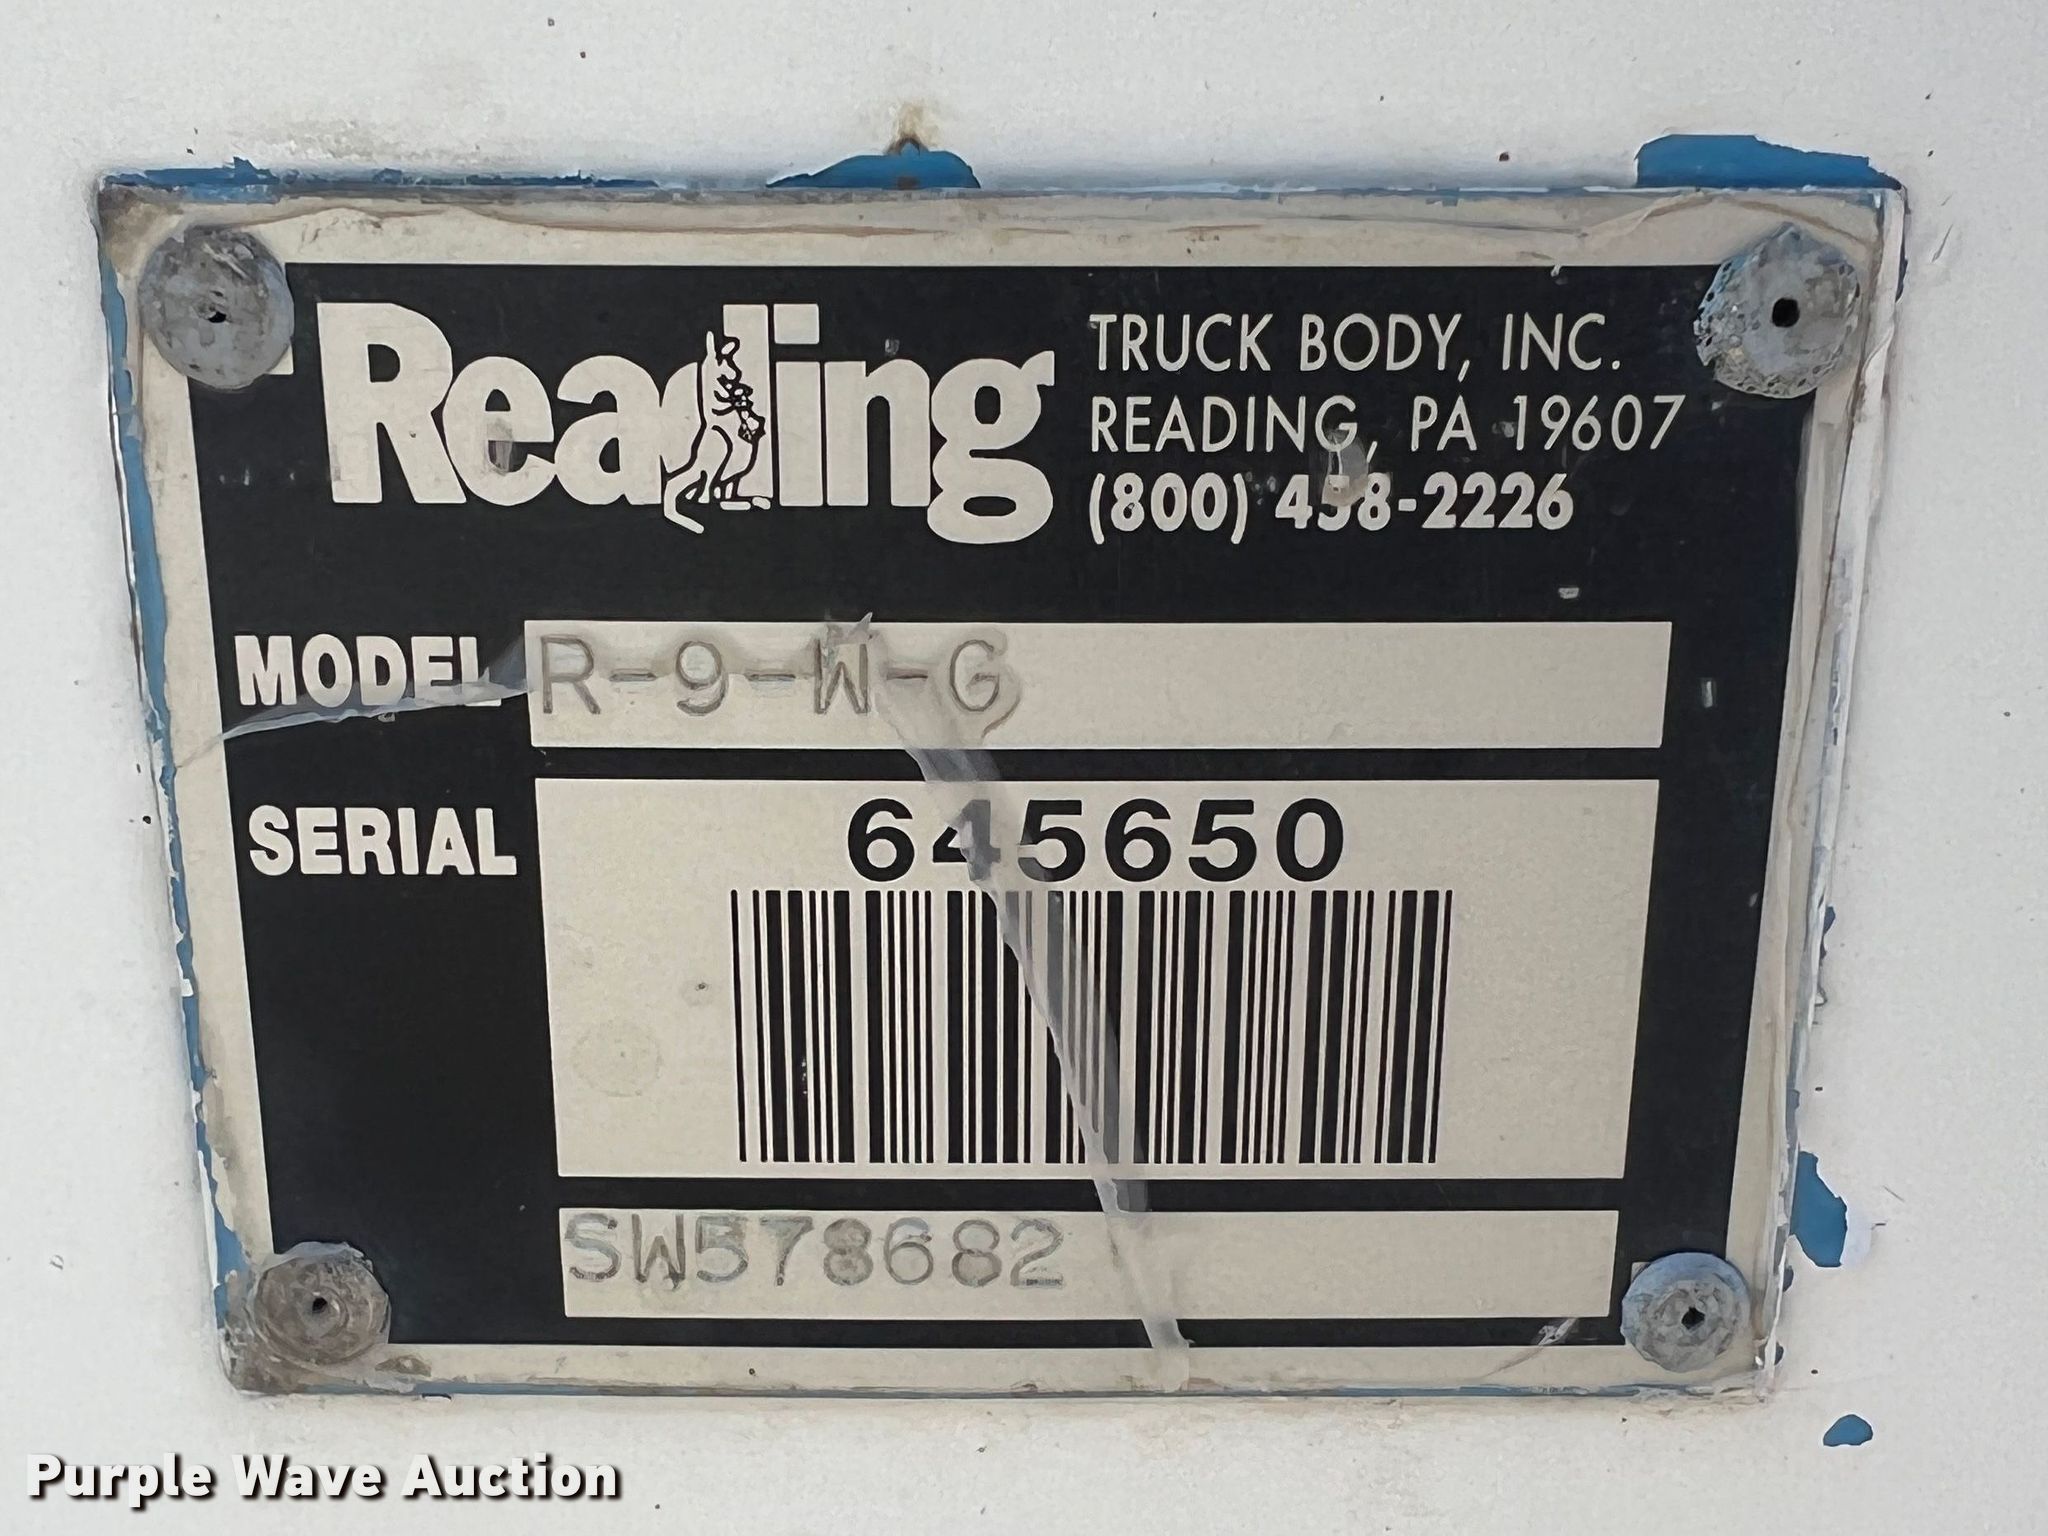 Reading
TRUCK BODY, INC.
READING, PA 19607
(800) 458-2226
MODEL R-9-W-G
SERIAL 645650
SW578682
Purple Wave Auction